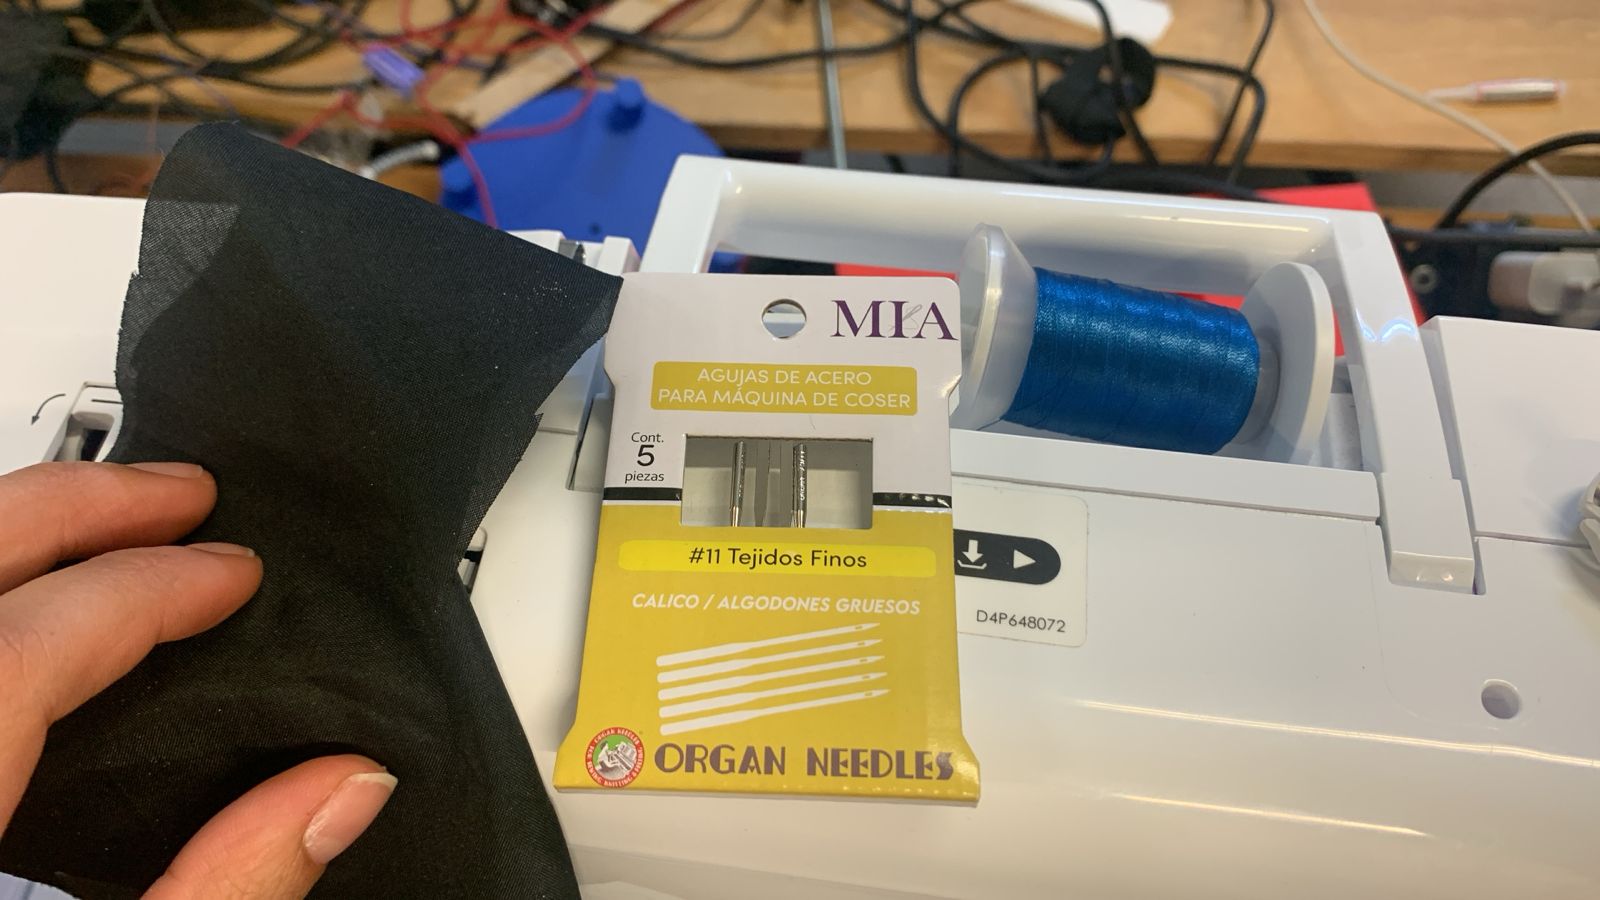 MIA
AGUJAS DE ACERO
PARA MÁQUINA DE COSER
Cont.
5
piezas
#11 Tejidos Finos
CALICO / ALGODONES GRUESOS
ORGAN NEEDLES
D4P648072